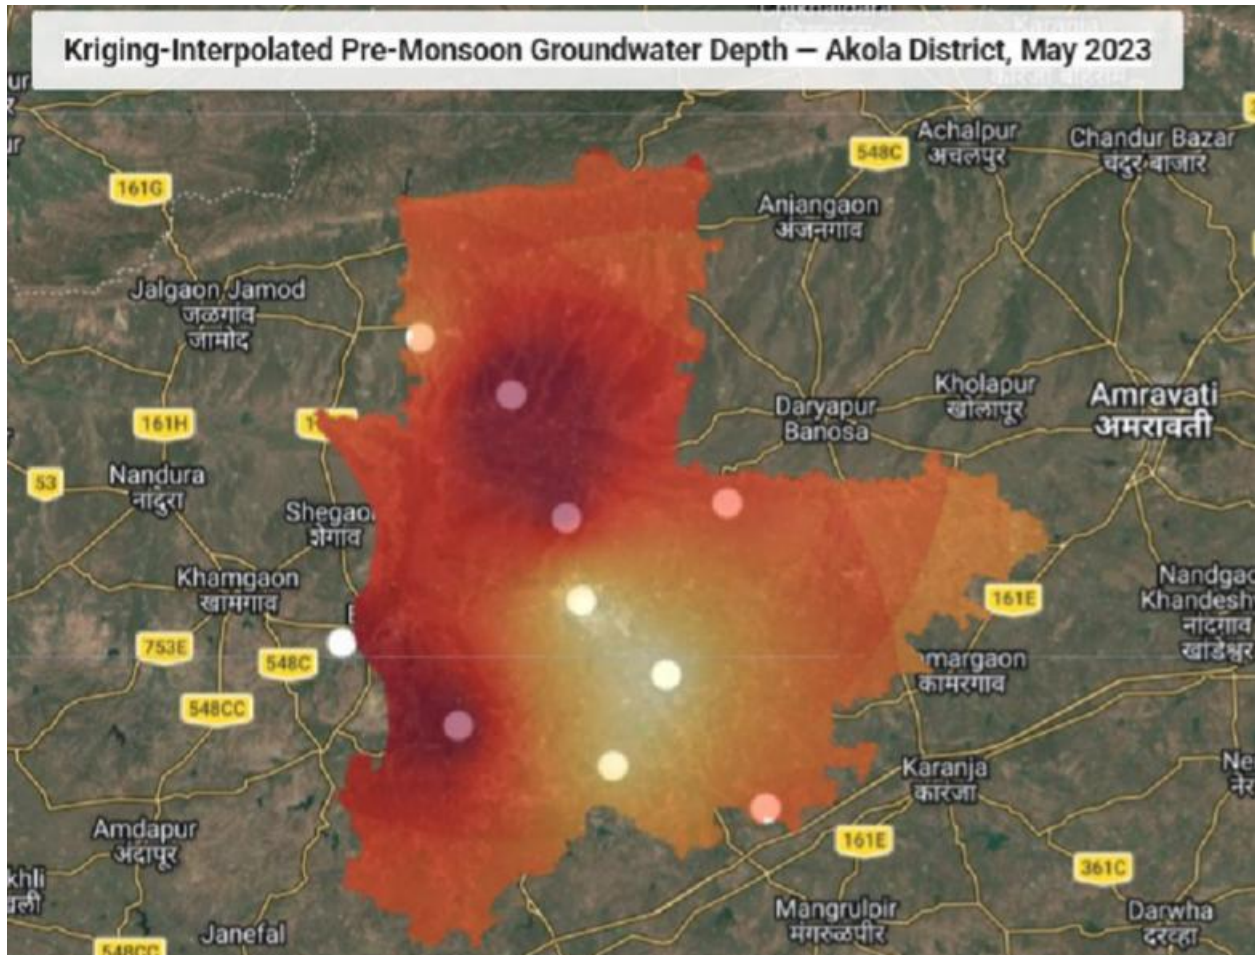 Kriging-Interpolated Pre-Monsoon Groundwater Depth — Akola District, May 2023
548C
Achalpur
अचलपूर
Chandur Bazar
चंदुर बाजार
161G
Anjangaon
अंजनगाव
Jalgaon Jamod
जळगांव
जामोद
Kholapur
खोलापूर
Amravati
अमरावती
Daryapur
Banosa
161H
53
Nandura
नांदुरा
शेगाव
Khamgaon
खामगाव
161E
753E
548C
548CC
कामरगाव
Karanja
कारंजा
Amdapur
अंदापूर
161E
361C
Mangrulpir
मंगरुळपीर
Darwha
दारव्हा
Janefal
548CC